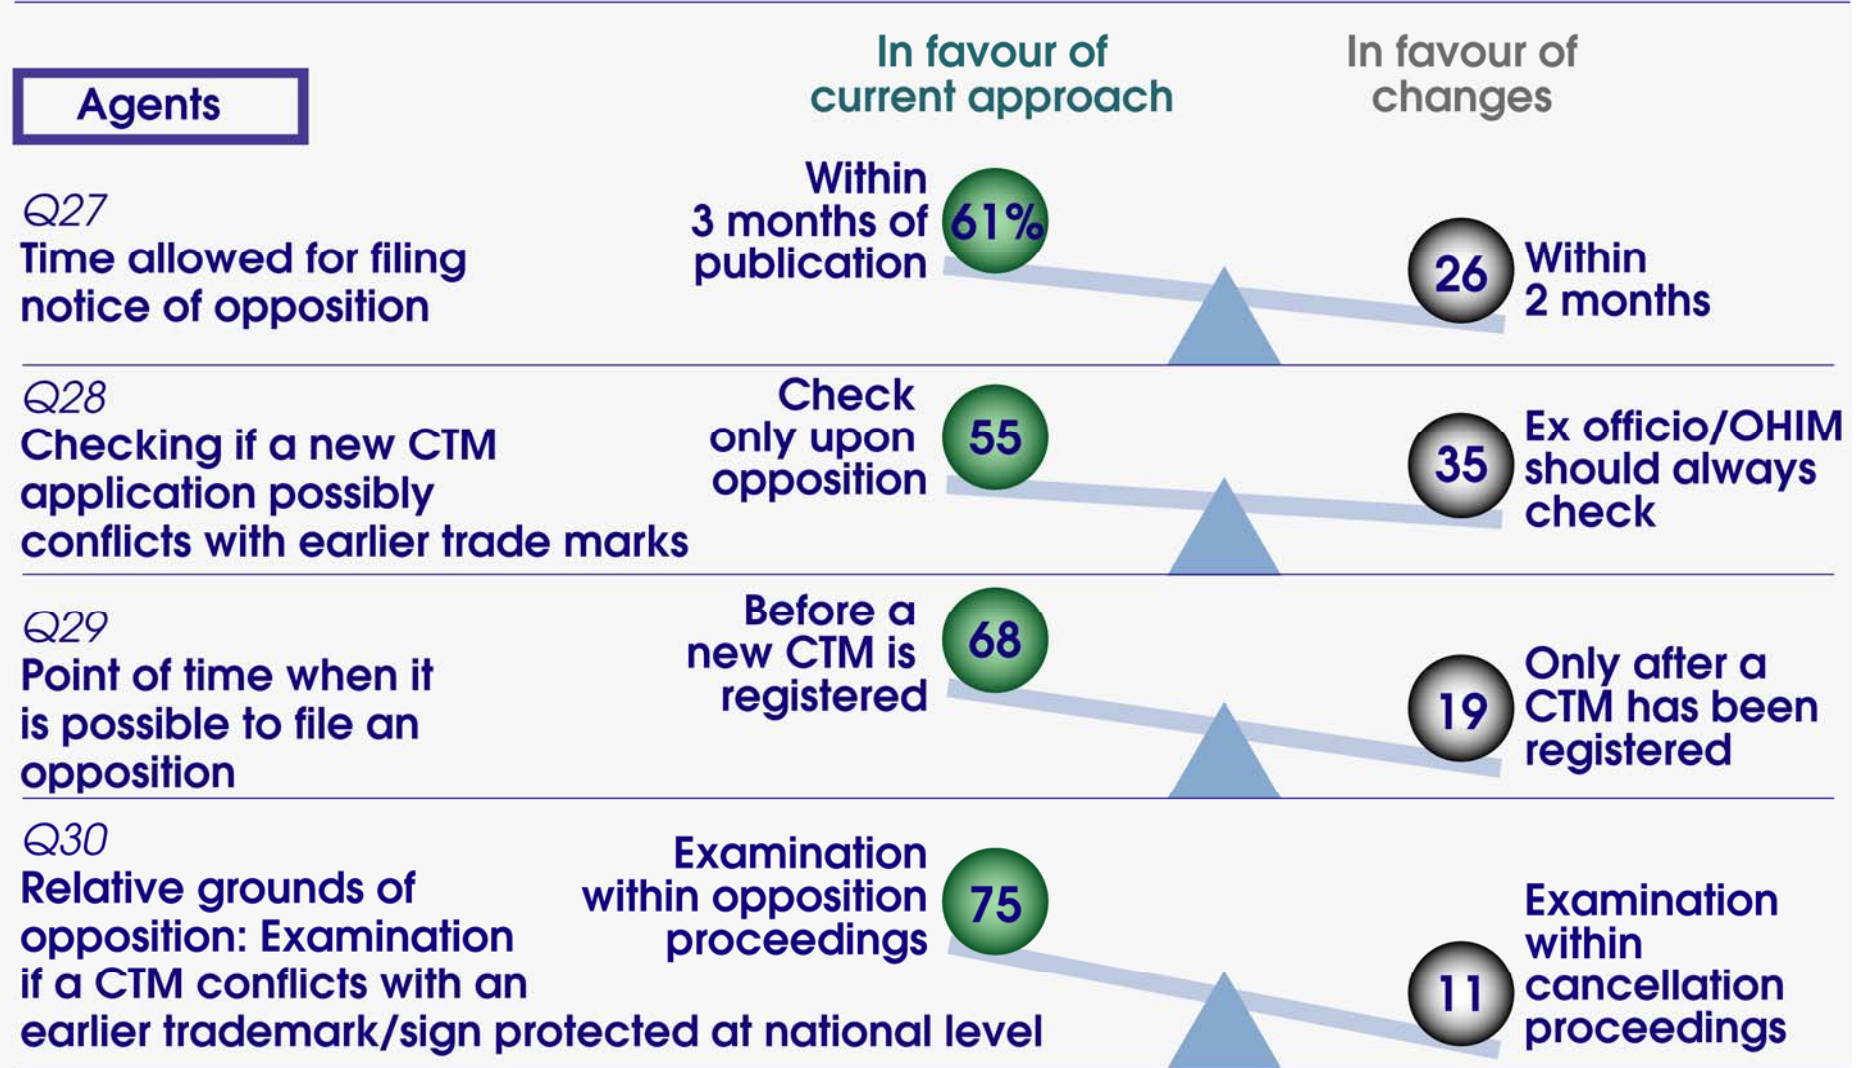 In favour of
current approach
In favour of
changes
Agents
Q27
Time allowed for filing
notice of opposition
Within
3 months of
publication
61%
26
Within
2 months
Q28
Checking if a new CTM
application possibly
conflicts with earlier trade marks
Check
only upon
opposition
55
35
Ex officio/OHIM
should always
check
Q29
Point of time when it
is possible to file an
opposition
Before a
new CTM is
registered
68
19
Only after a
CTM has been
registered
Q30
Relative grounds of
opposition: Examination
if a CTM conflicts with an
earlier trademark/sign protected at national level
Examination
within opposition
proceedings
75
11
Examination
within
cancellation
proceedings